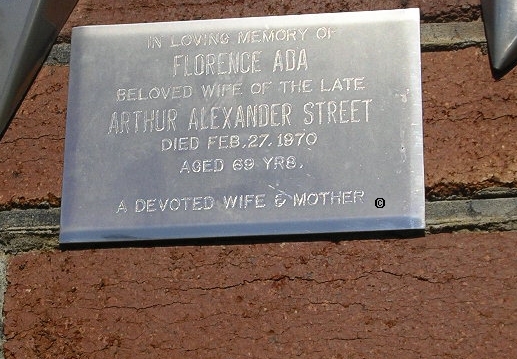 IN LOVING MEMORY OF
FLORENCE ADA
BELOVED WIFE OF THE LATE
ARTHUR ALEXANDER STREET
DIED FEB. 27. 1970
AGED 69 YRS.
A DEVOTED WIFE & MOTHER ©